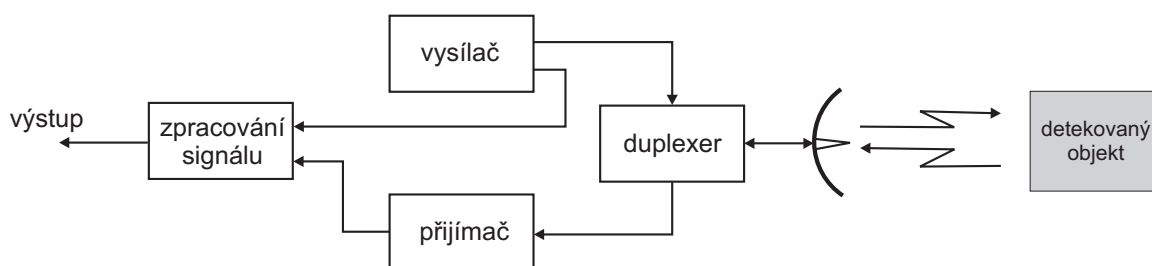 vysílač
výstup
zpracování
signálu
duplexer
detekovaný
objekt
přijímač